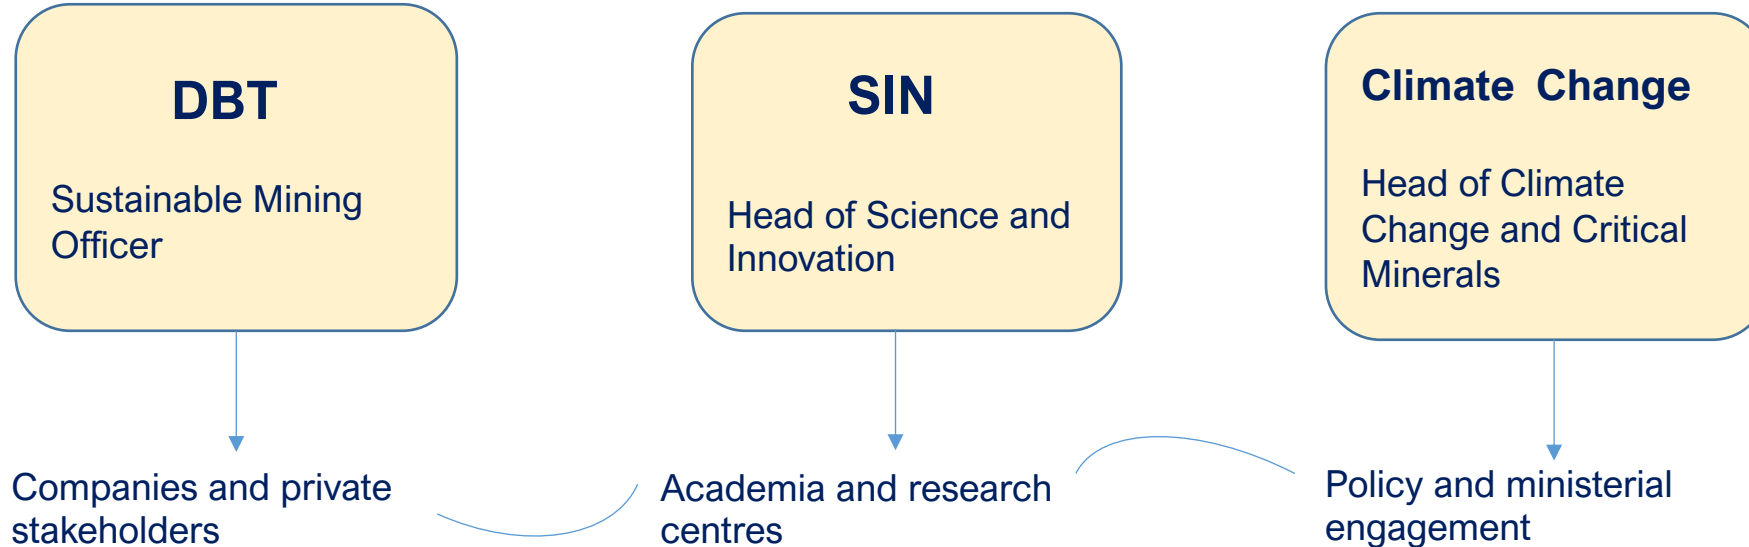 DBT
Sustainable Mining
Officer
SIN
Head of Science and
Innovation
Climate Change
Head of Climate
Change and Critical
Minerals
Companies and private
stakeholders
Academia and research
centres
Policy and ministerial
engagement